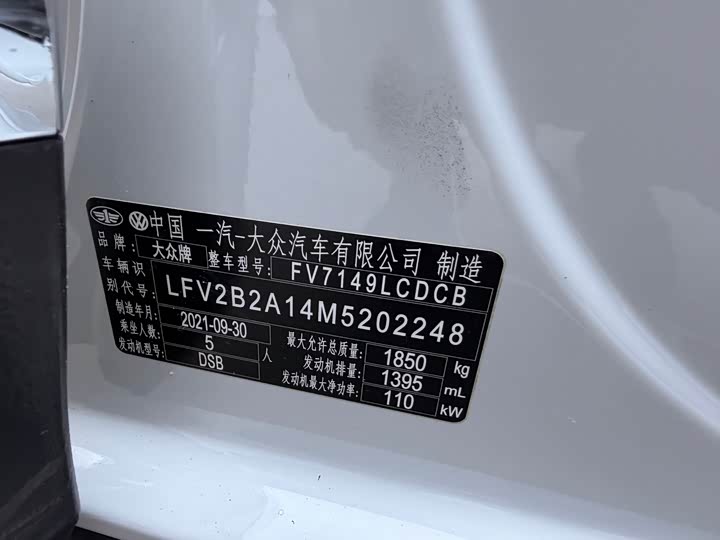 中国 一汽-大众汽车有限公司 制造
品牌: 大众牌 整车型号: FV7149LCDCB
车辆识别代号: LFV2B2A14M5202248
制造年月: 2021-09-30 最大允许总质量: 1850 kg
乘坐人数: 5 人 发动机排量: 1395 mL
发动机型号: DSB 发动机最大净功率: 110 kW